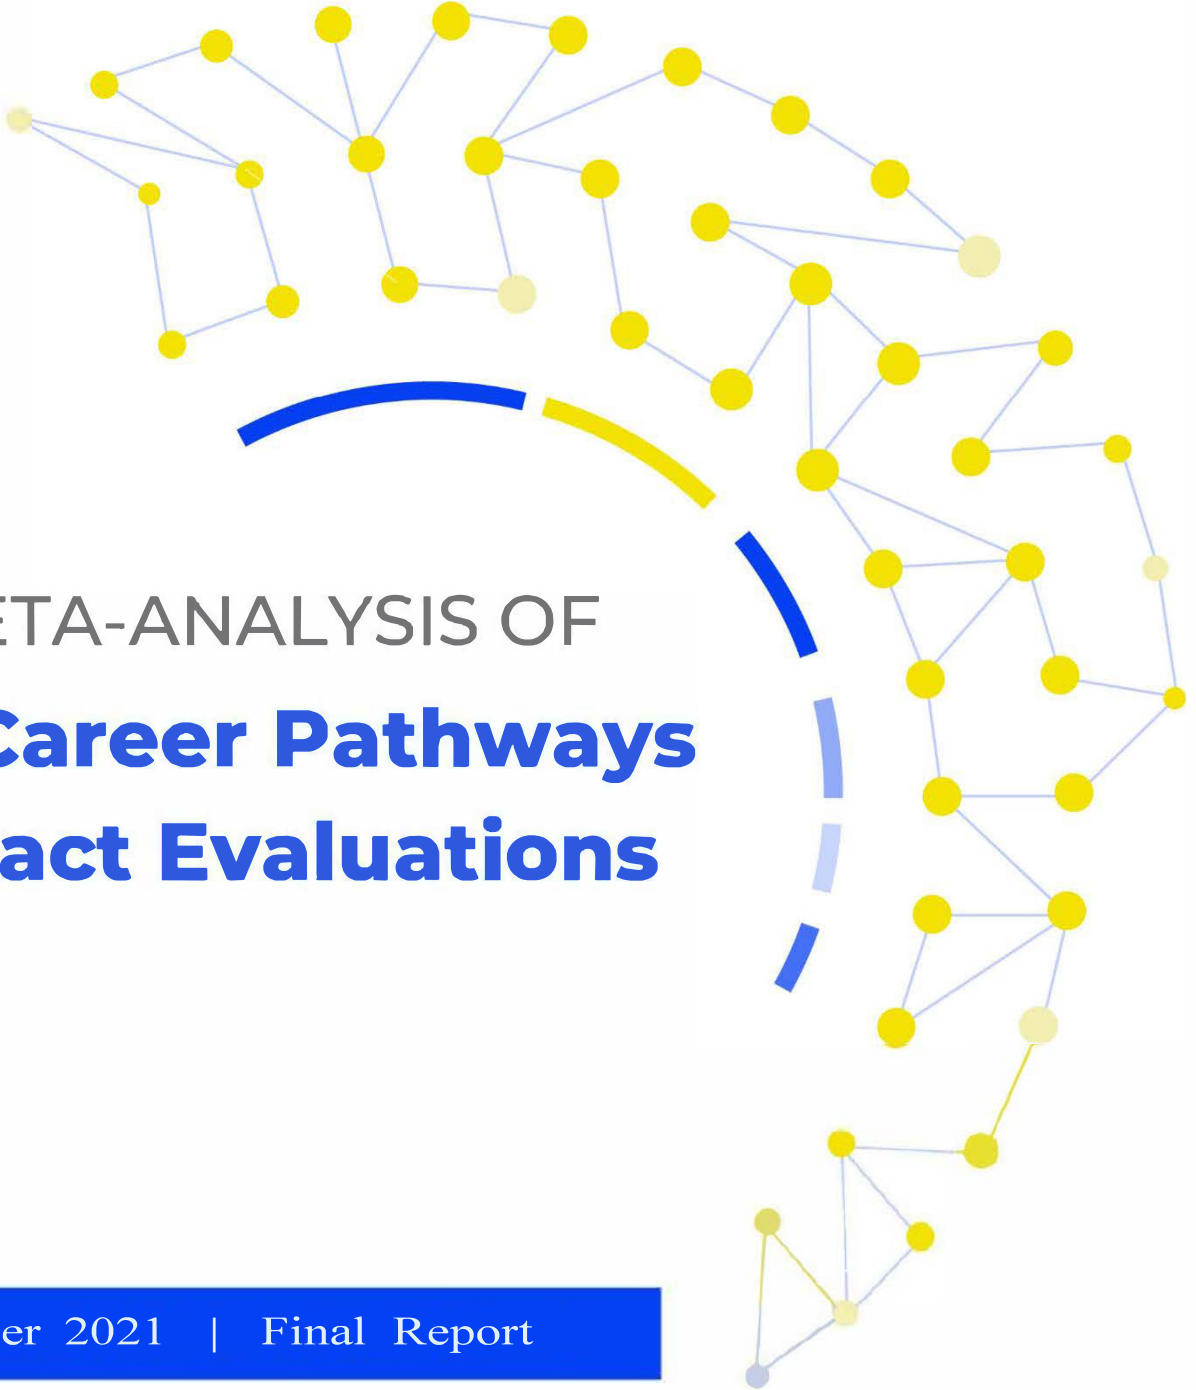 ETA-ANALYSIS OF
Career Pathways
act Evaluations
er 2021 | Final Report